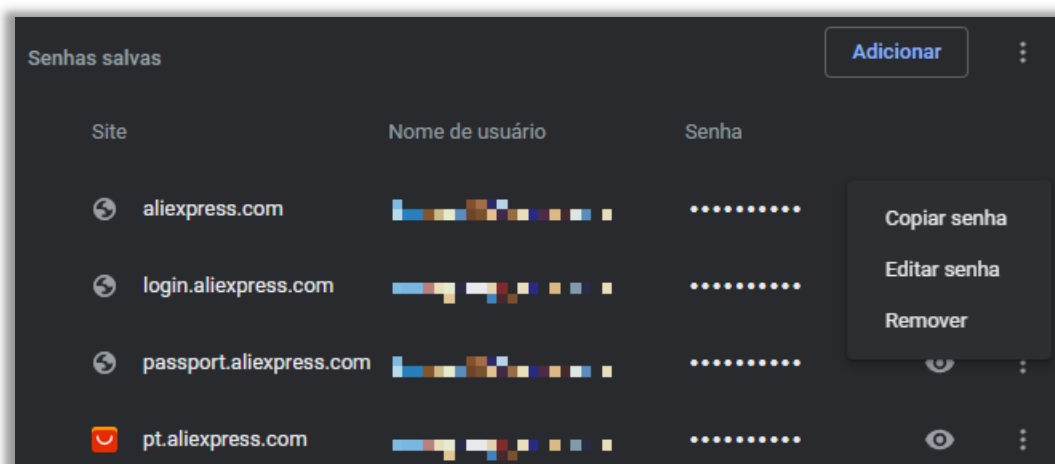 Senhas salvas
Adicionar
Site Nome de usuário Senha
aliexpress.com ••••••••••
Copiar senha
Editar senha
login.aliexpress.com ••••••••••
Remover
passport.aliexpress.com ••••••••••
pt.aliexpress.com ••••••••••